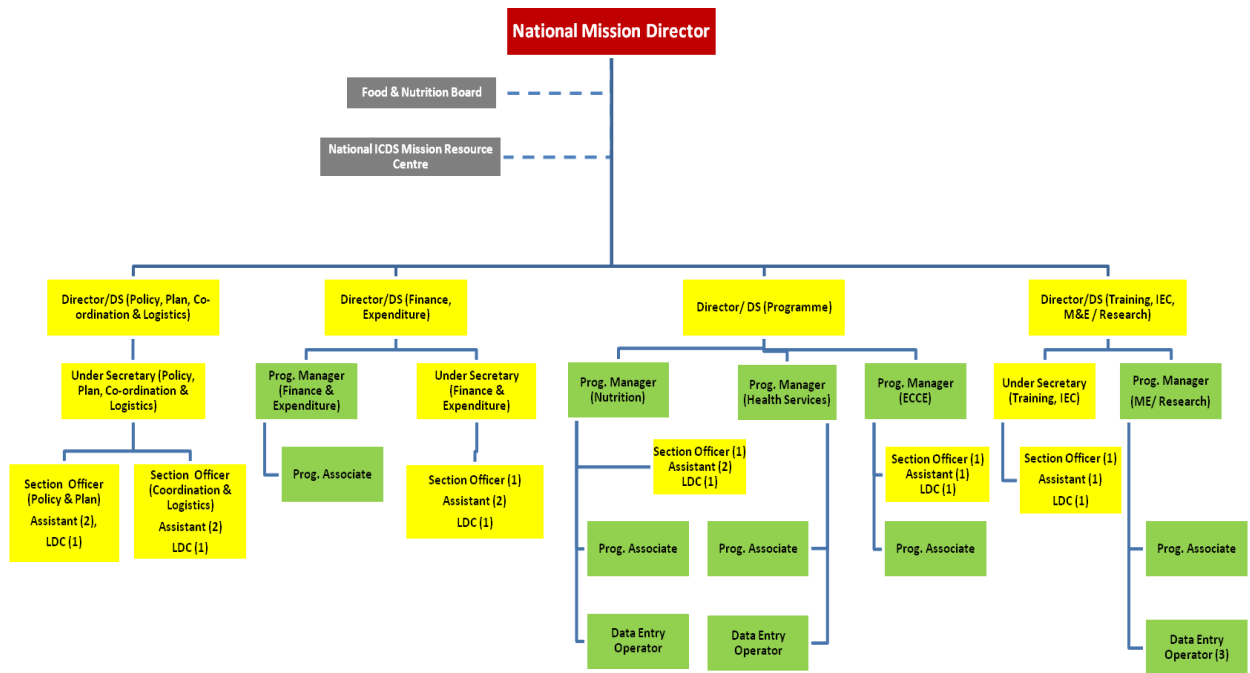 National Mission Director
Food & Nutrition Board
National ICDS Mission Resource
Centre
Director/DS (Policy, Plan, Co-
ordination & Logistics)
Director/DS (Finance,
Expenditure)
Director/ DS (Programme)
Director/DS (Training, IEC,
M&E / Research)
Under Secretary (Policy,
Plan, Co-ordination &
Logistics)
Prog. Manager
(Finance &
Expenditure)
Under Secretary
(Finance &
Expenditure)
Prog. Manager
(Nutrition)
Prog. Manager
(Health Services)
Prog. Manager
(ECCE)
Under Secretary
(Training, IEC)
Prog. Manager
(ME/ Research)
Section Officer
(Policy & Plan)
Assistant (2),
LDC (1)
Section Officer
(Coordination &
Logistics)
Assistant (2)
LDC (1)
Prog. Associate
Section Officer (1)
Assistant (2)
LDC (1)
Section Officer (1)
Assistant (2)
LDC (1)
Section Officer (1)
Assistant (1)
LDC (1)
Section Officer (1)
Assistant (1)
LDC (1)
Prog. Associate
Prog. Associate
Prog. Associate
Prog. Associate
Data Entry
Operator
Data Entry
Operator
Data Entry
Operator (3)